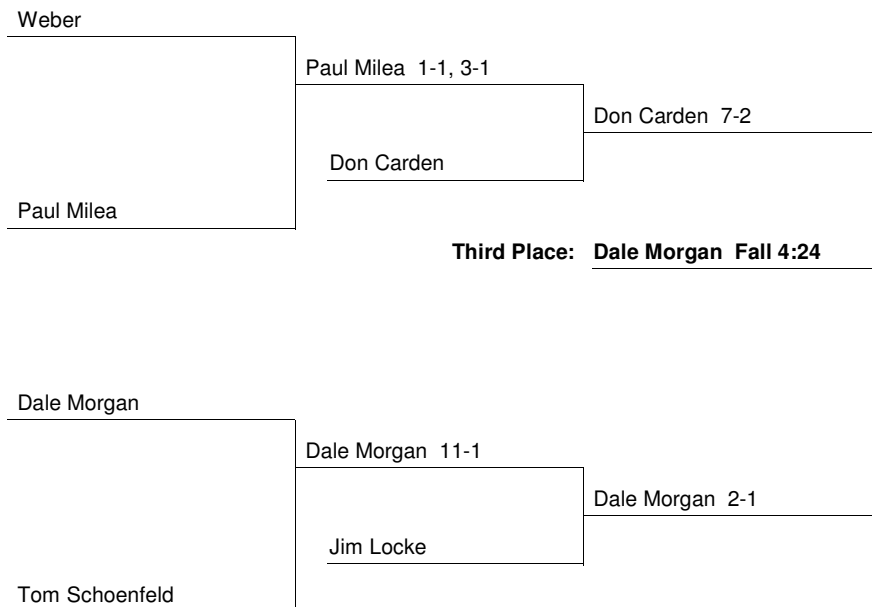 Weber
Paul Milea 1-1, 3-1
Don Carden 7-2
Don Carden
Paul Milea
Third Place: Dale Morgan Fall 4:24
Dale Morgan
Dale Morgan 11-1
Dale Morgan 2-1
Jim Locke
Tom Schoenfeld